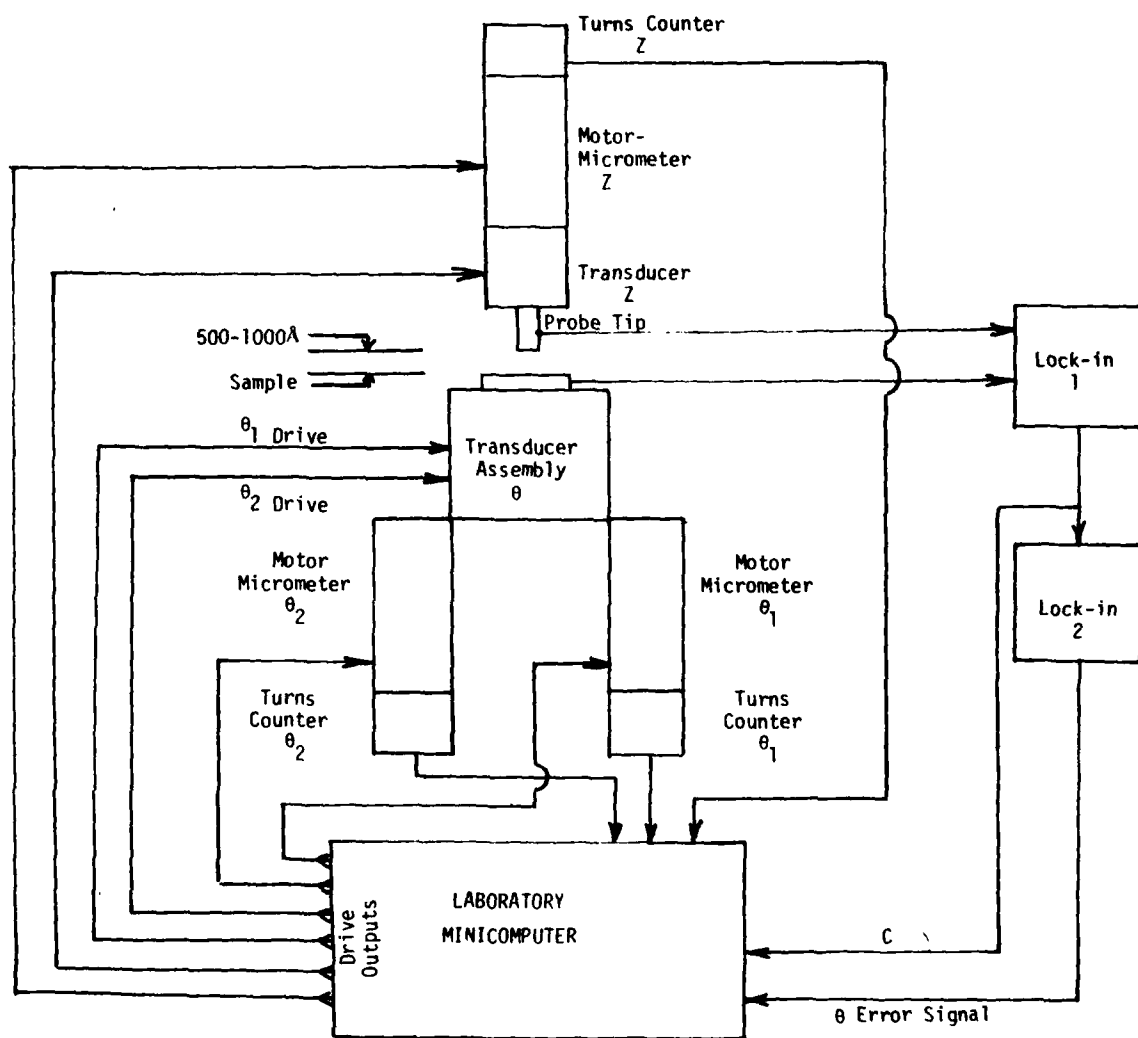 Turns Counter
Z
Motor-
Micrometer
Z
Transducer
Z
Probe Tip
500-1000Å
Sample
Lock-in
1
θ1 Drive
θ2 Drive
Transducer
Assembly
θ
Motor
Micrometer
θ2
Motor
Micrometer
θ1
Lock-in
2
Turns
Counter
θ2
Turns
Counter
θ1
Drive
Outputs
LABORATORY
MINICOMPUTER
C
θ Error Signal